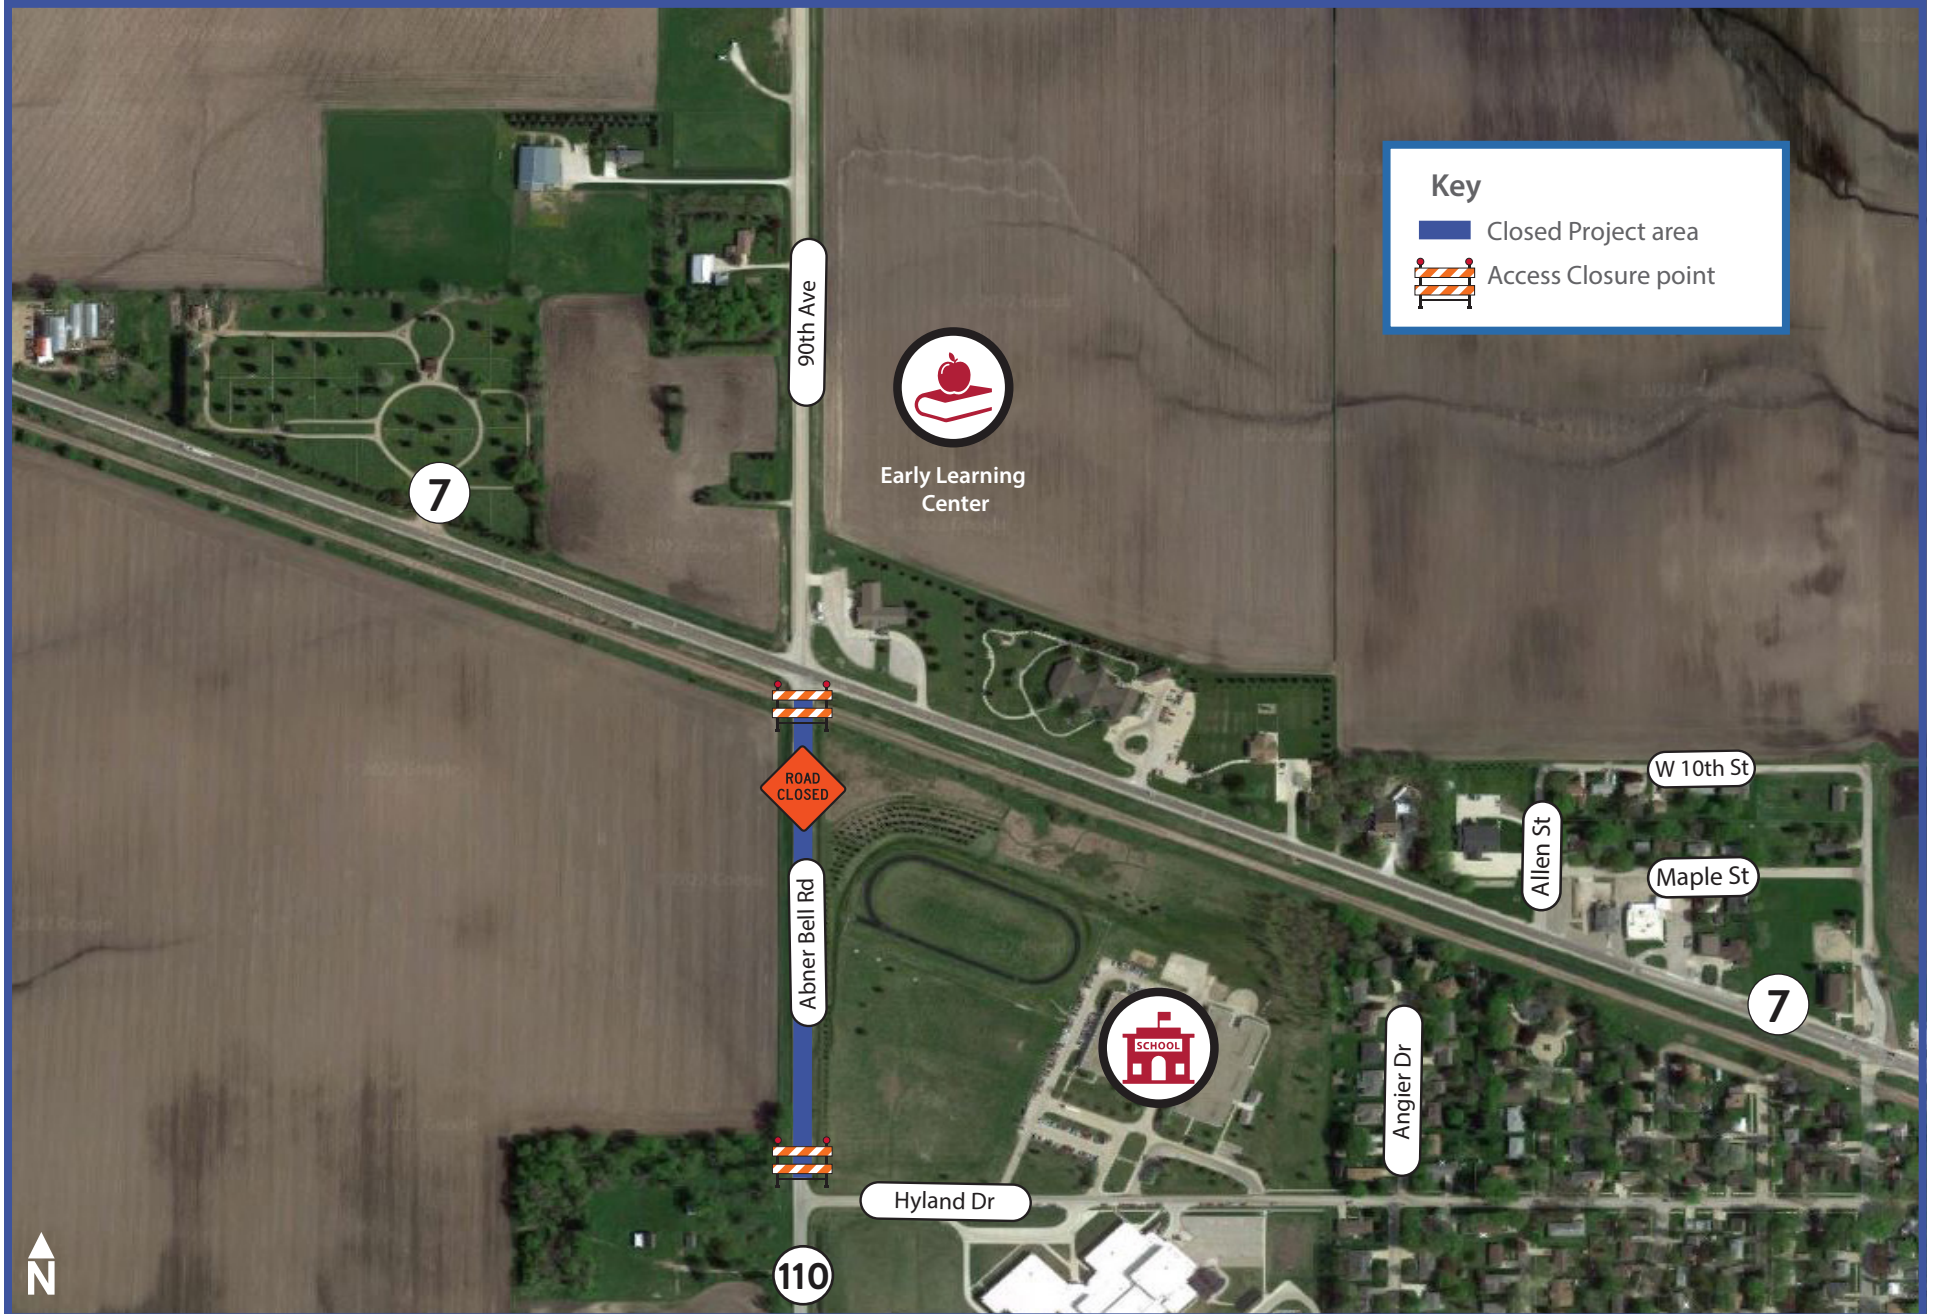 Key
Closed Project area
Access Closure point
90th Ave
Early Learning
Center
7
ROAD
CLOSED
W 10th St
Allen St
Maple St
Abner Bell Rd
7
SCHOOL
Angier Dr
Hyland Dr
110
N